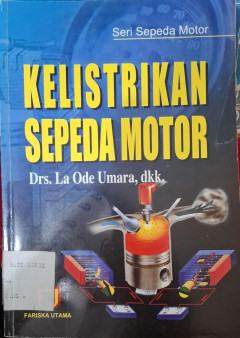 Seri Sepeda Motor
KELISTRIKAN
SEPEDA MOTOR
Drs. La Ode Umara, dkk.
FARISKA UTAMA